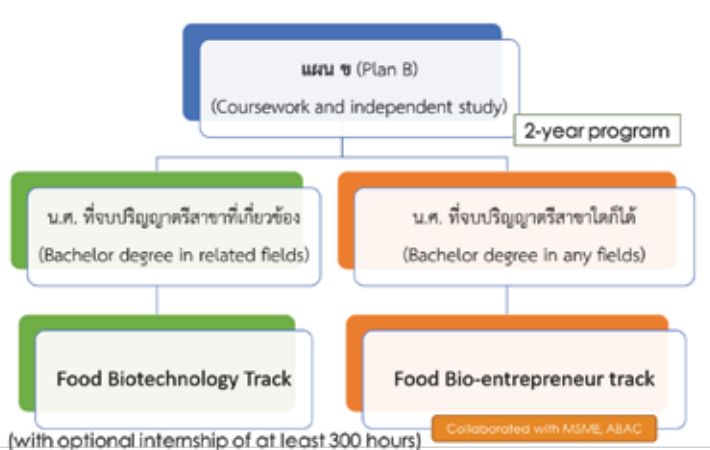 แผน ข (Plan B)
(Coursework and independent study)
2-year program
น.ศ. ที่จบปริญญาตรีสาขาที่เกี่ยวข้อง
(Bachelor degree in related fields)
น.ศ. ที่จบปริญญาตรีสาขาใดก็ได้
(Bachelor degree in any fields)
Food Biotechnology Track
Food Bio-entrepreneur track
(with optional internship of at least 300 hours)
Collaborated with MSME, ABAC